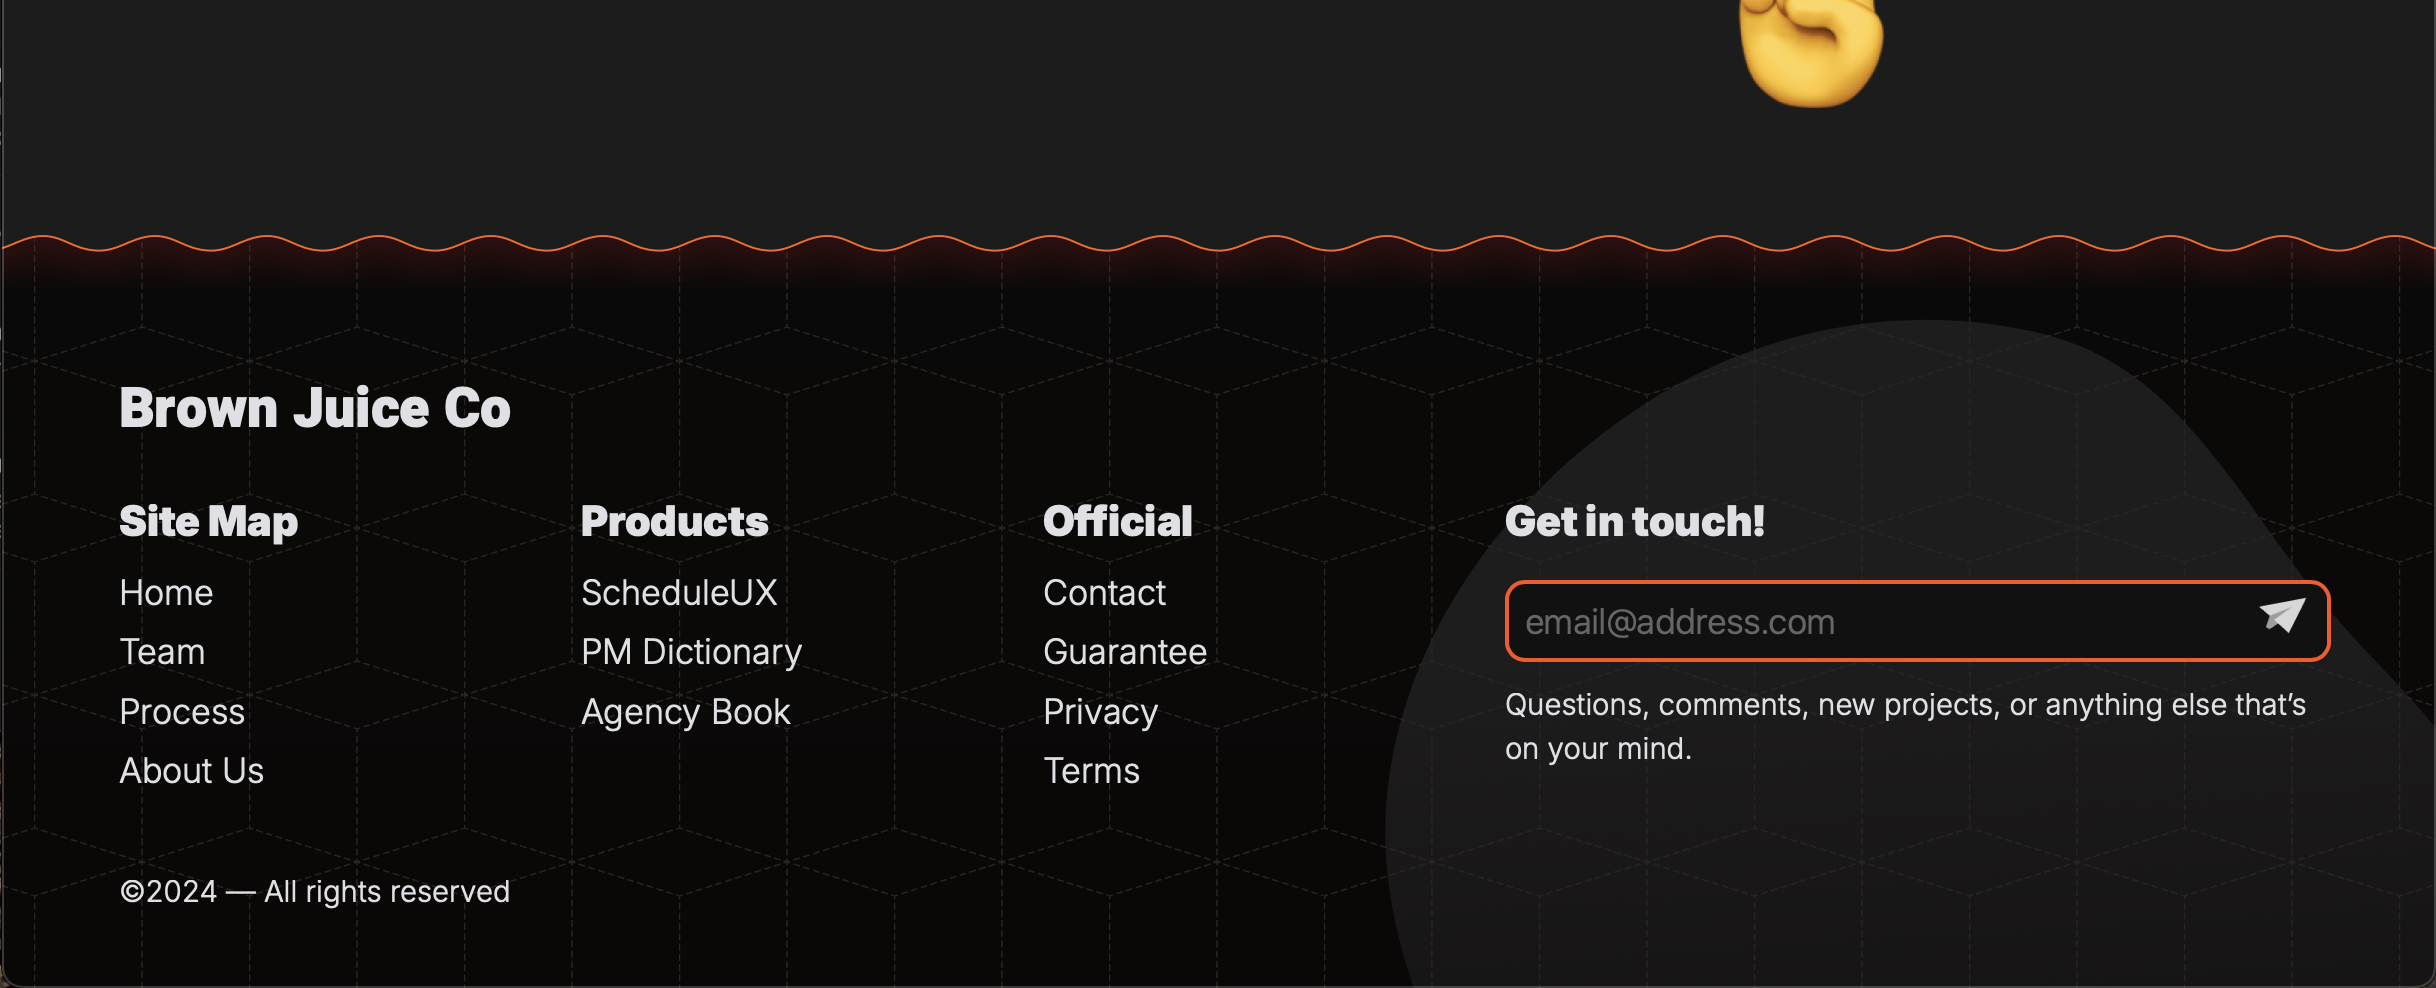 Brown Juice Co
Site Map
Home
Team
Process
About Us
Products
ScheduleUX
PM Dictionary
Agency Book
Official
Contact
Guarantee
Privacy
Terms
Get in touch!
email@address.com
Questions, comments, new projects, or anything else that’s
on your mind.
©2024 — All rights reserved